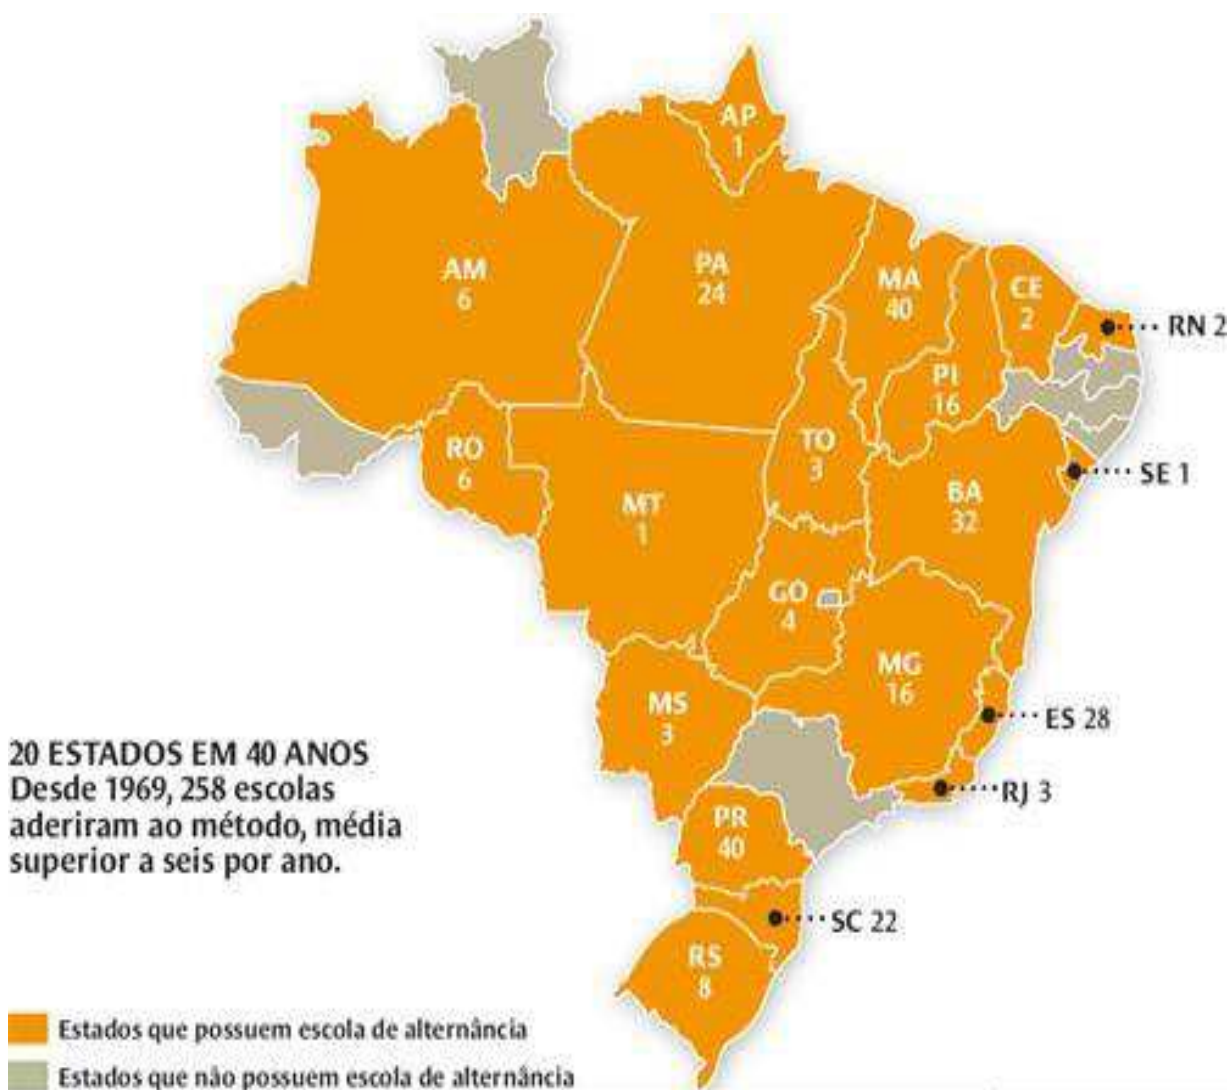 AP
1
AM
6
PA
24
MA
40
CE
2
RN 2
PI
16
RO
6
TO
3
SE 1
MT
1
BA
32
GO
4
MG
16
MS
3
ES 28
RJ 3
PR
40
SC 22
RS
8
20 ESTADOS EM 40 ANOS
Desde 1969, 258 escolas
aderiram ao método, média
superior a seis por ano.
Estados que possuem escola de alternância
Estados que não possuem escola de alternância